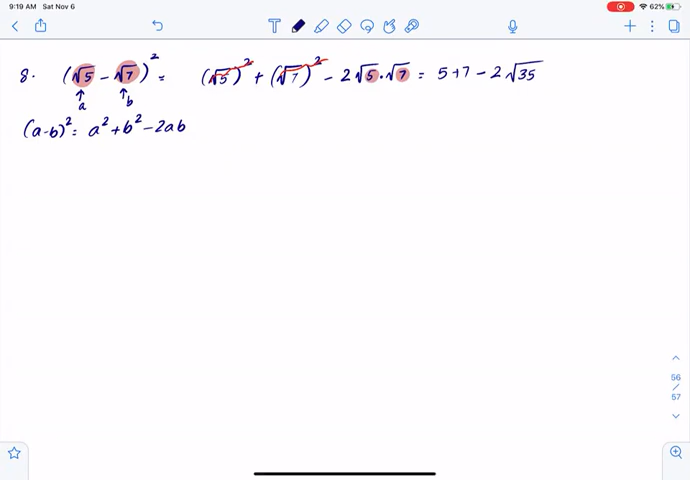 9:19 AM Sat Nov 6
62%
8. (√5 - √7)² = (√5)² + (√7)² - 2√5·√7 = 5+7 - 2√35
↑a ↑b
(a-b)² = a² + b² - 2ab
56
/
57